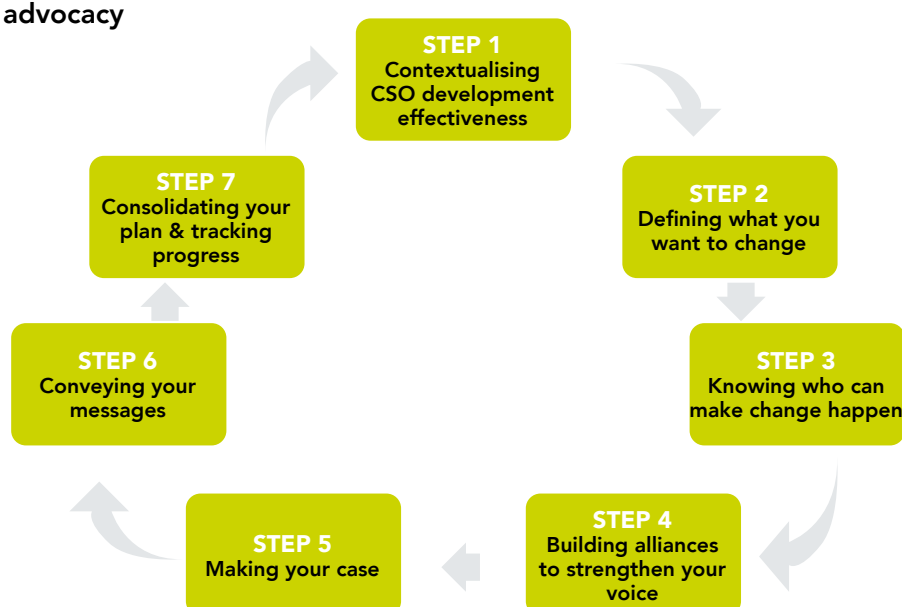 advocacy
STEP 1
Contextualising
CSO development
effectiveness
STEP 2
Defining what you
want to change
STEP 3
Knowing who can
make change happen
STEP 4
Building alliances
to strengthen your
voice
STEP 5
Making your case
STEP 6
Conveying your
messages
STEP 7
Consolidating your
plan & tracking
progress